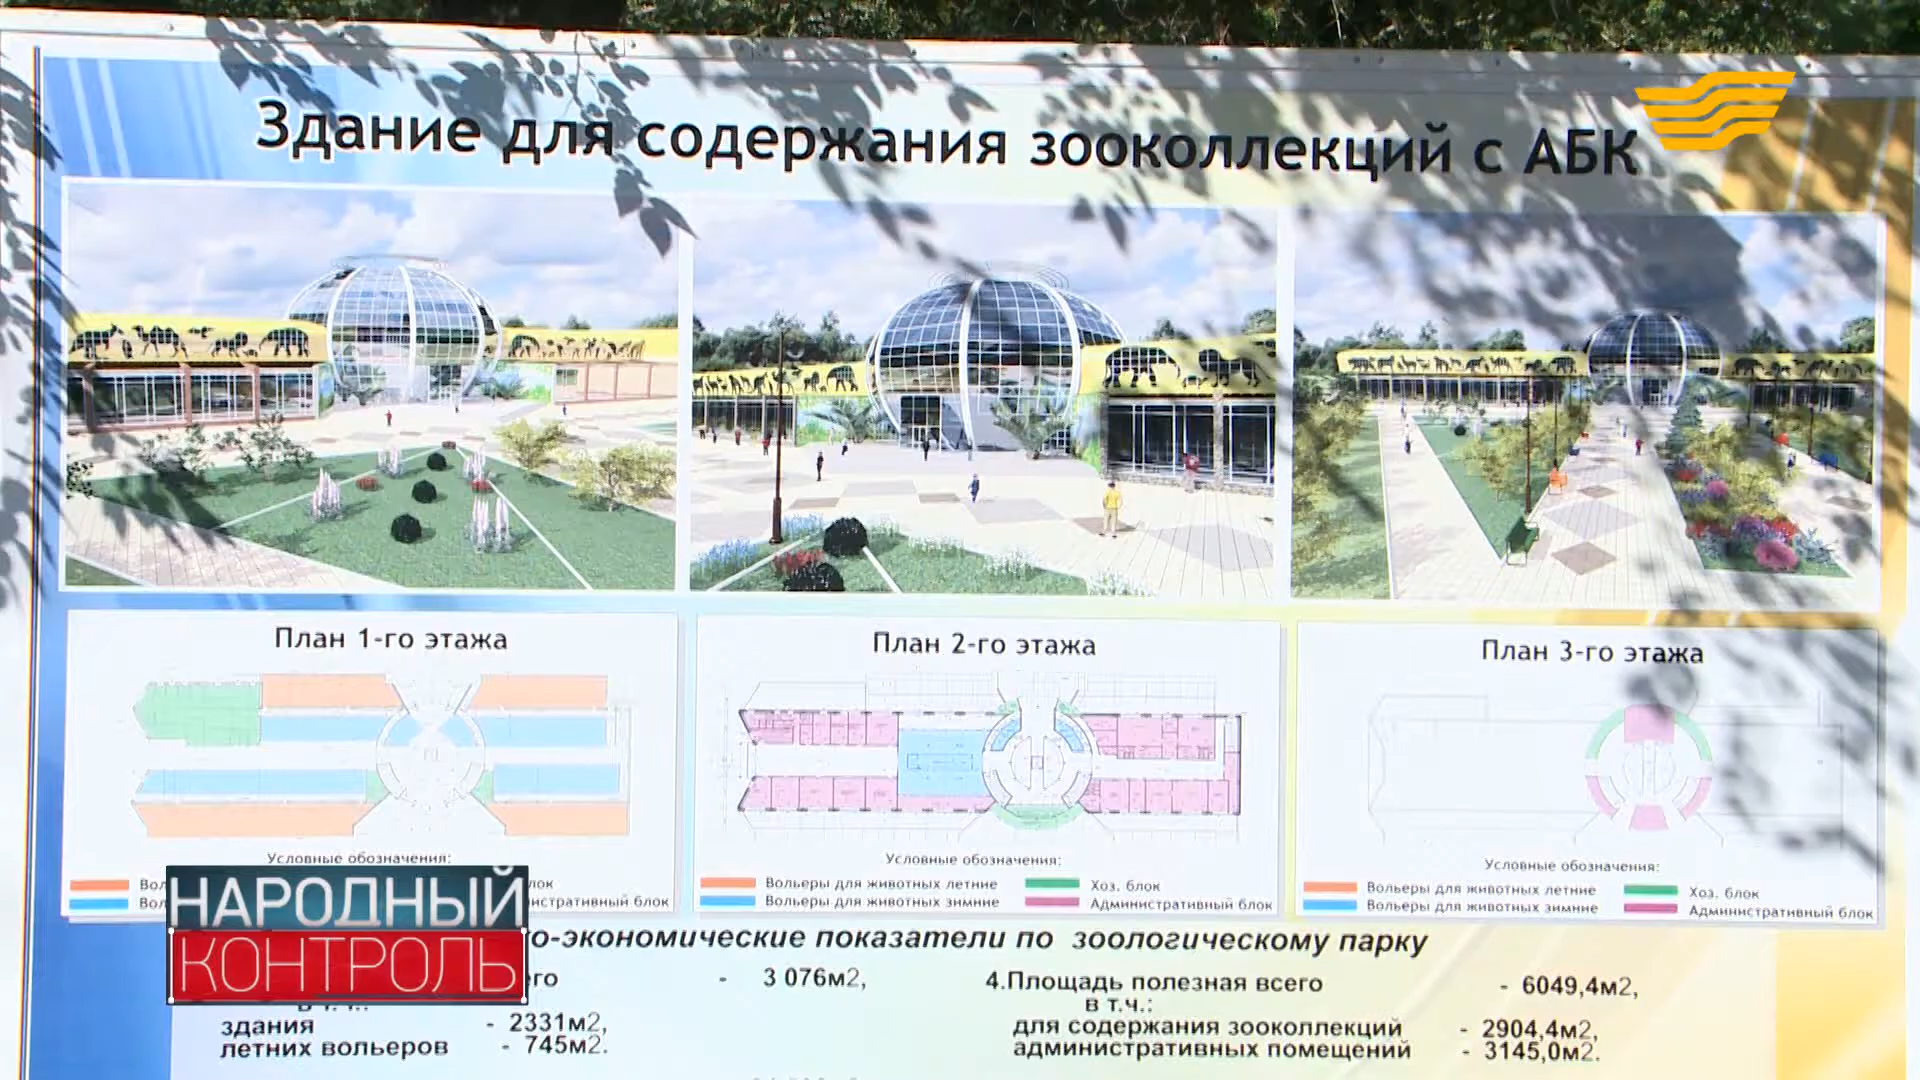 Здание для содержания зооколлекций с АБК
План 1-го этажа
Условные обозначения:
План 2-го этажа
Условные обозначения:
Вольеры для животных летние
Хоз. блок
Вольеры для животных зимние
Административный блок
План 3-го этажа
Условные обозначения:
Вольеры для животных летние
Хоз. блок
Вольеры для животных зимние
Административный блок
НАРОДНЫЙ
КОНТРОЛЬ
о-экономические показатели по зоологическому парку
- 3 076м2,
здания - 2331м2,
летних вольеров - 745м2.
4.Площадь полезная всего - 6049,4м2,
в т.ч.:
для содержания зооколлекций - 2904,4м2,
административных помещений - 3145,0м2.